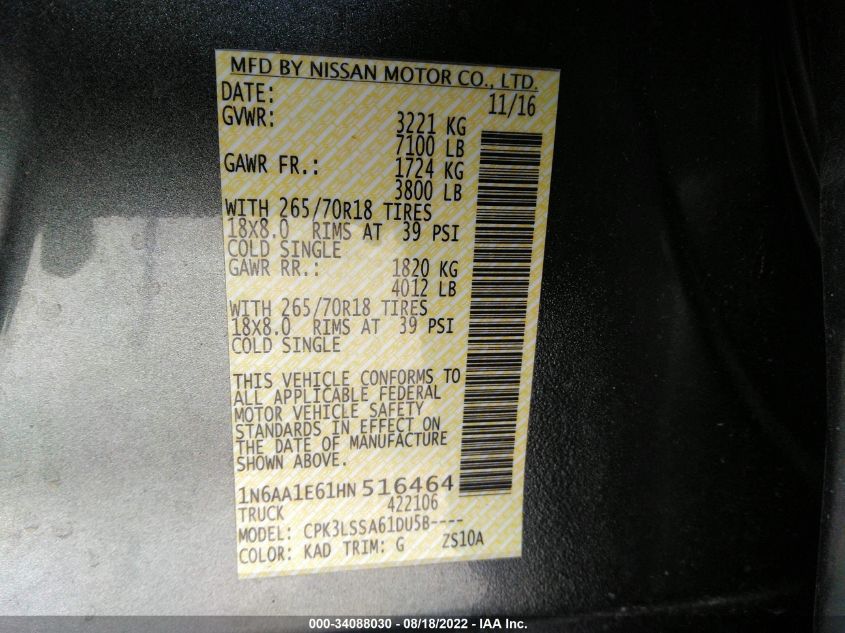 MFD BY NISSAN MOTOR CO., LTD.
DATE: 11/16
GVWR: 3221 KG
7100 LB
GAWR FR.: 1724 KG
3800 LB
WITH 265/70R18 TIRES
18X8.0 RIMS AT 39 PSI
COLD SINGLE
GAWR RR.: 1820 KG
4012 LB
WITH 265/70R18 TIRES
18X8.0 RIMS AT 39 PSI
COLD SINGLE
THIS VEHICLE CONFORMS TO
ALL APPLICABLE FEDERAL
MOTOR VEHICLE SAFETY
STANDARDS IN EFFECT ON
THE DATE OF MANUFACTURE
SHOWN ABOVE.
1N6AA1E61HN516464
TRUCK 422106
MODEL: CPK3LSSA61DU5B----
COLOR: KAD TRIM: G ZS10A
000-34088030 - 08/18/2022 - IAA Inc.